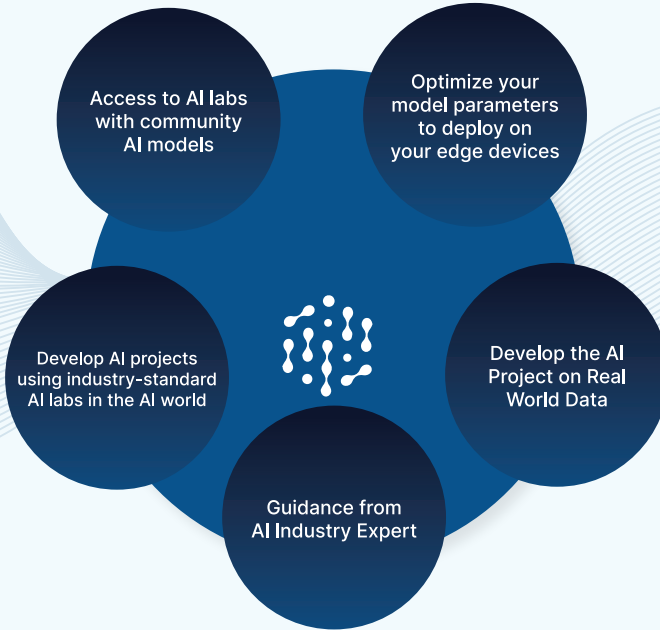 Access to AI labs
with community
AI models
Optimize your
model parameters
to deploy on
your edge devices
Develop AI projects
using industry-standard
AI labs in the AI world
Develop the AI
Project on Real
World Data
Guidance from
AI Industry Expert